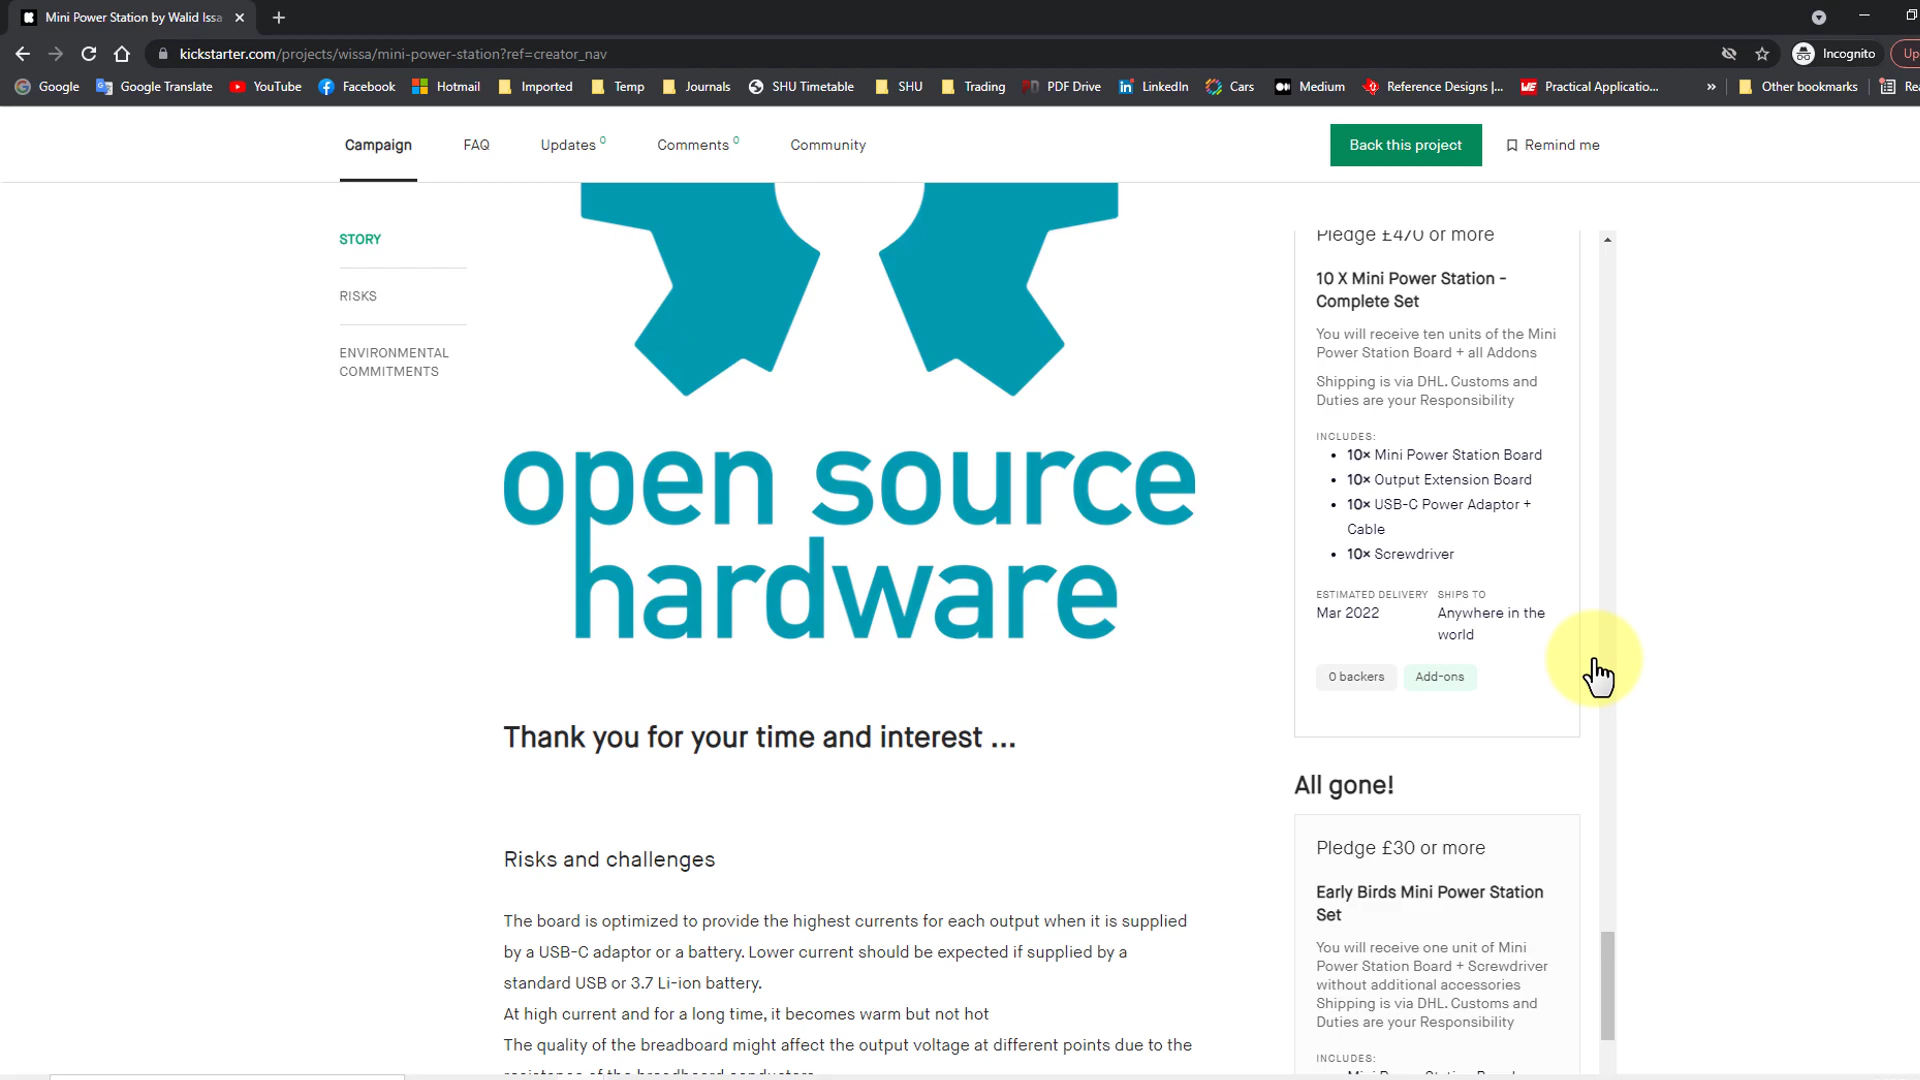 Mini Power Station by Walid Issa
kickstarter.com/projects/wissa/mini-power-station?ref=creator_nav
Incognito
Google
Google Translate
YouTube
Facebook
Hotmail
Imported
Temp
Journals
SHU Timetable
SHU
Trading
PDF Drive
LinkedIn
Cars
Medium
Reference Designs |...
Practical Applicatio...
»
Other bookmarks
Campaign
FAQ
Updates 0
Comments 0
Community
Back this project
Remind me
STORY
RISKS
ENVIRONMENTAL
COMMITMENTS
open source
hardware
Thank you for your time and interest ...
Risks and challenges
The board is optimized to provide the highest currents for each output when it is supplied
by a USB-C adaptor or a battery. Lower current should be expected if supplied by a
standard USB or 3.7 Li-ion battery.
At high current and for a long time, it becomes warm but not hot
The quality of the breadboard might affect the output voltage at different points due to the
resistance of the breadboard conductors
Pledge £470 or more
10 X Mini Power Station -
Complete Set
You will receive ten units of the Mini
Power Station Board + all Addons
Shipping is via DHL. Customs and
Duties are your Responsibility
INCLUDES:
• 10× Mini Power Station Board
• 10× Output Extension Board
• 10× USB-C Power Adaptor +
Cable
• 10× Screwdriver
ESTIMATED DELIVERY
Mar 2022
SHIPS TO
Anywhere in the
world
0 backers
Add-ons
All gone!
Pledge £30 or more
Early Birds Mini Power Station
Set
You will receive one unit of Mini
Power Station Board + Screwdriver
without additional accessories
Shipping is via DHL. Customs and
Duties are your Responsibility
INCLUDES: